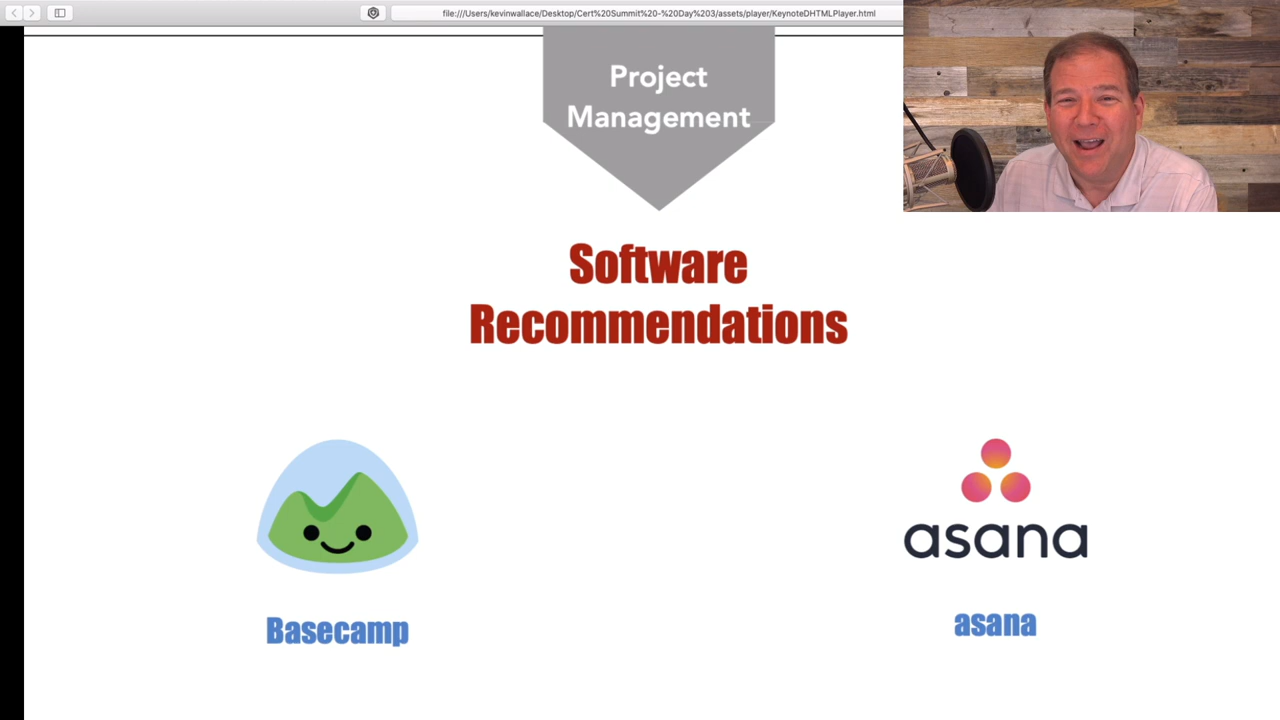 file:///Users/kevinwallace/Desktop/Cert%20Summit%20-%20Day%203/assets/player/KeynoteDHTMLPlayer.html
Project
Management
Software
Recommendations
asana
Basecamp
asana